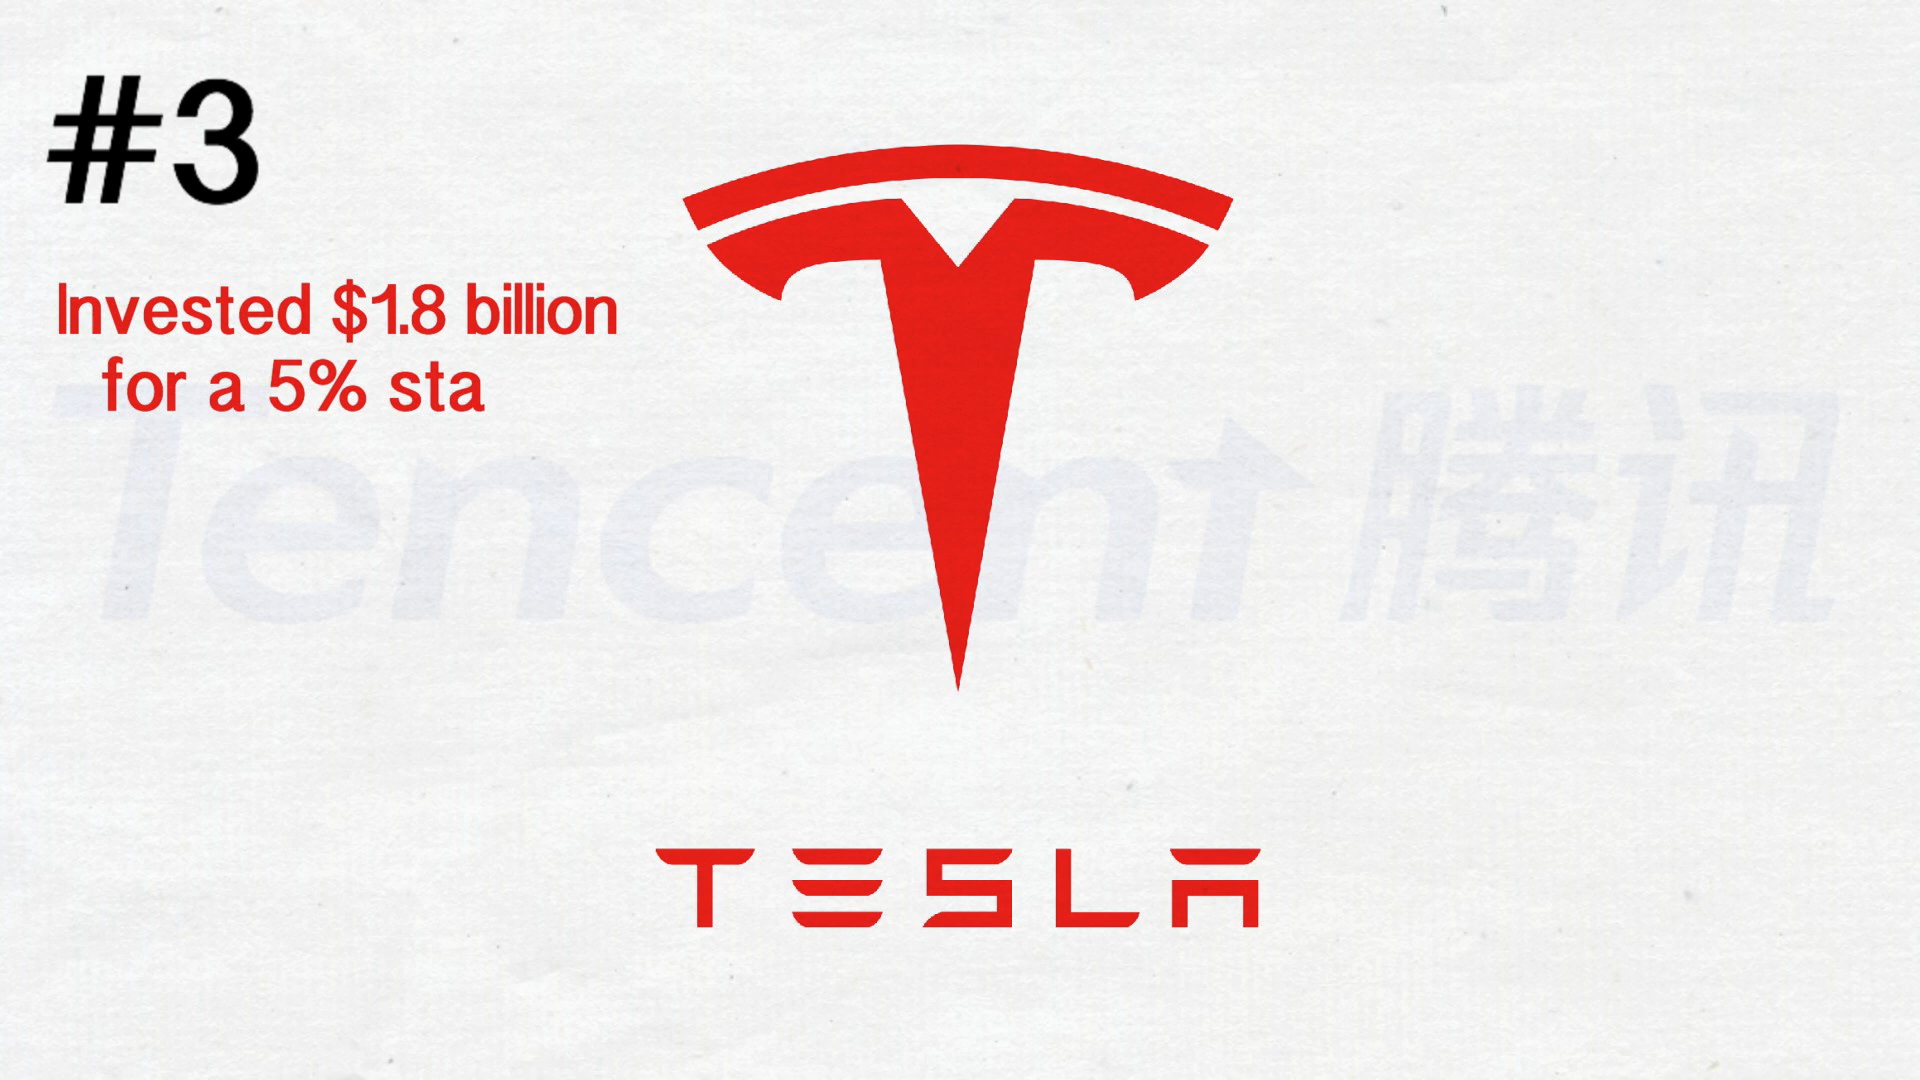 #3
Invested $1.8 billion
for a 5% sta
Tencent 腾讯
TESLA